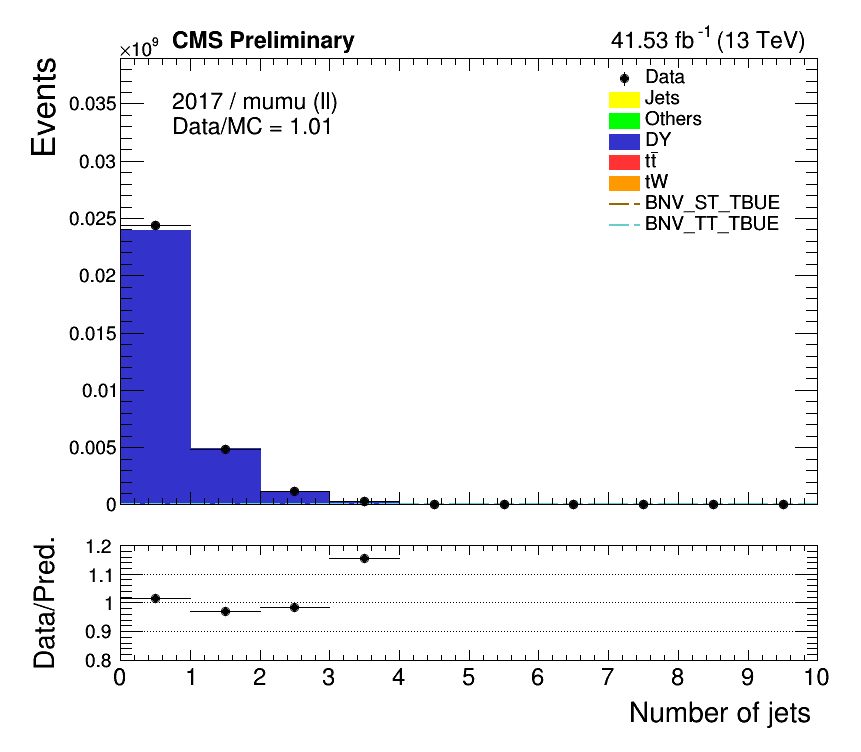 ×10⁹ CMS Preliminary 41.53 fb⁻¹ (13 TeV)
Events
2017 / mumu (ll)
Data/MC = 1.01
Data
Jets
Others
DY
tt̄
tW
BNV_ST_TBUE
BNV_TT_TBUE
0.035
0.03
0.025
0.02
0.015
0.01
0.005
0
Data/Pred.
1.2
1.1
1
0.9
0.8
0 1 2 3 4 5 6 7 8 9 10
Number of jets